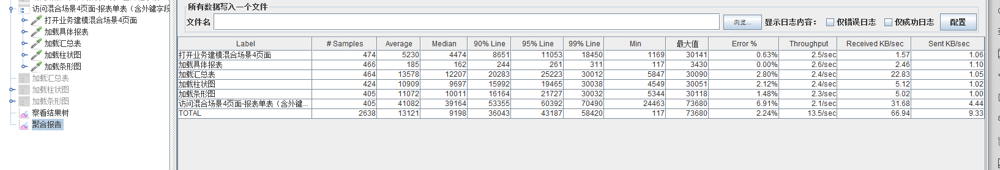 访问混合场景4页面-报表单表（含外键字段
打开业务建模混合场景4页面
加载具体报表
加载汇总表
加载柱状图
加载条形图
加载汇总表
加载柱状图
加载条形图
察看结果树
聚合报告
所有数据写入一个文件
文件名 浏览... 显示日志内容： 仅错误日志 仅成功日志 配置
Label # Samples Average Median 90% Line 95% Line 99% Line Min 最大值 Error % Throughput Received KB/sec Sent KB/sec
打开业务建模混合场景4页面 474 5230 4474 8651 11053 18450 1169 30141 0.63% 2.5/sec 1.57 1.06
加载具体报表 466 185 162 244 261 311 117 3430 0.00% 2.6/sec 2.46 1.10
加载汇总表 464 13578 12207 20283 25223 30012 5847 30090 2.80% 2.4/sec 22.83 1.05
加载柱状图 424 10909 9697 15992 19465 30038 4549 30051 2.12% 2.4/sec 5.12 1.02
加载条形图 405 11072 10011 16164 21727 30032 5344 30118 1.48% 2.3/sec 5.02 1.00
访问混合场景4页面-报表单表（含外键... 405 41082 39164 53355 60392 70490 24463 73680 6.91% 2.1/sec 31.68 4.44
TOTAL 2638 13121 9198 36043 43187 58420 117 73680 2.24% 13.5/sec 66.94 9.33